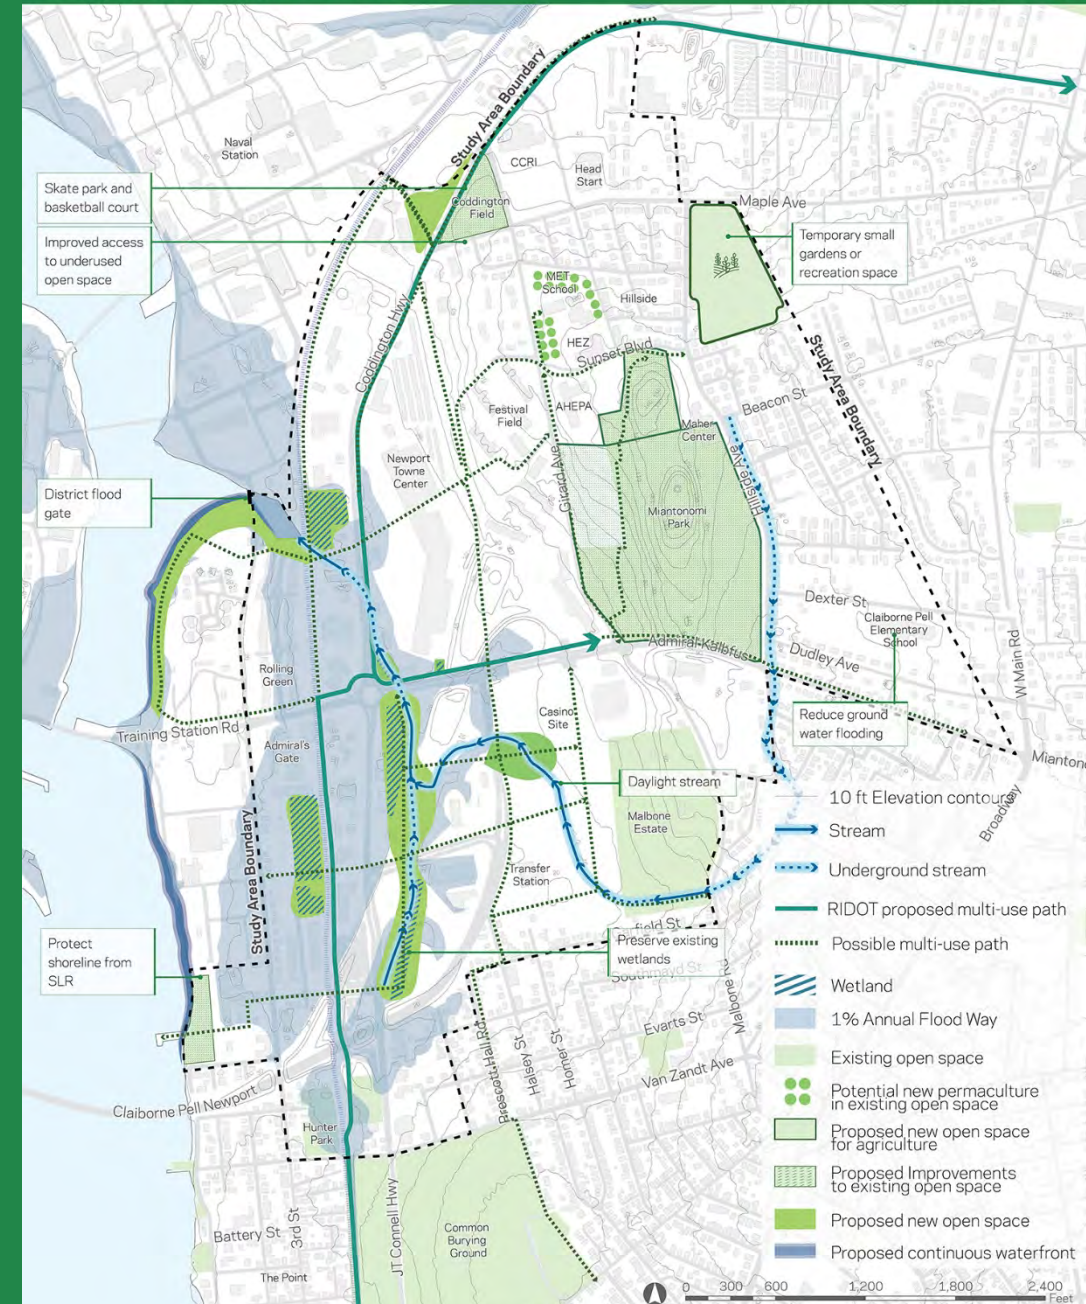 Study Area Boundary
Naval
Station
CCRI
Head
Start
Skate park and
basketball court
Coddington
Field
Maple Ave
Improved access
to underused
open space
Temporary small
gardens or
recreation space
MET
School
Hillside
Coddington Hwy
HEZ
Sunset Blvd
Study Area Boundary
Beacon St
Festival
Field
AHEPA
Maher
Center
Newport
Towne
Center
Girard Ave
Hillside Ave
District flood
gate
Miantonomi
Park
Dexter St
Claiborne Pell
Elementary
School
W Main Rd
Admiral Kalbfus
Dudley Ave
Rolling
Green
Training Station Rd
Casino
Site
Reduce ground
water flooding
Admiral's
Gate
Miantono
Daylight stream
10 ft Elevation contours
Broadway
Malbone
Estate
Stream
Study Area Boundary
Transfer
Station
Underground stream
RIDOT proposed multi-use path
Garfield St
Protect
shoreline from
SLR
Preserve existing
wetlands
Possible multi-use path
Southmayd St
Malbone Rd
Wetland
Evarts St
1% Annual Flood Way
Prescott Hall Rd
Halsey St
Homer St
Van Zandt Ave
Existing open space
Potential new permaculture
in existing open space
Claiborne Pell Newport
Hunter
Park
Proposed new open space
for agriculture
Proposed Improvements
to existing open space
Proposed new open space
Battery St
3rd St
JT Connell Hwy
Common
Burying
Ground
Proposed continuous waterfront
The Point
0 300 600 1,200 1,800 2,400
Feet